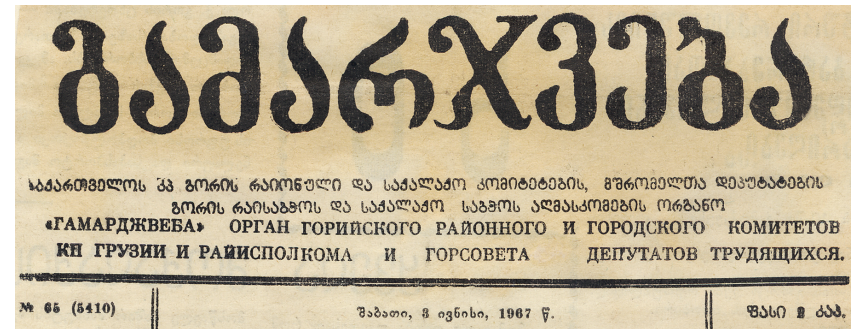 გამარჯვება
საქართველოს კპ გორის რაიონული და საქალაქო კომიტეტების, მშრომელთა დეპუტატების
გორის რაისაბჭოს და საქალაქო საბჭოს აღმასკომების ორგანო
«ГАМАРДЖВЕБА» ОРГАН ГОРИЙСКОГО РАЙОННОГО И ГОРОДСКОГО КОМИТЕТОВ
КП ГРУЗИИ И РАЙИСПОЛКОМА И ГОРСОВЕТА ДЕПУТАТОВ ТРУДЯЩИХСЯ.
№ 65 (5410) შაბათი, 3 ივნისი, 1967 წ. ფასი 2 კაპ.